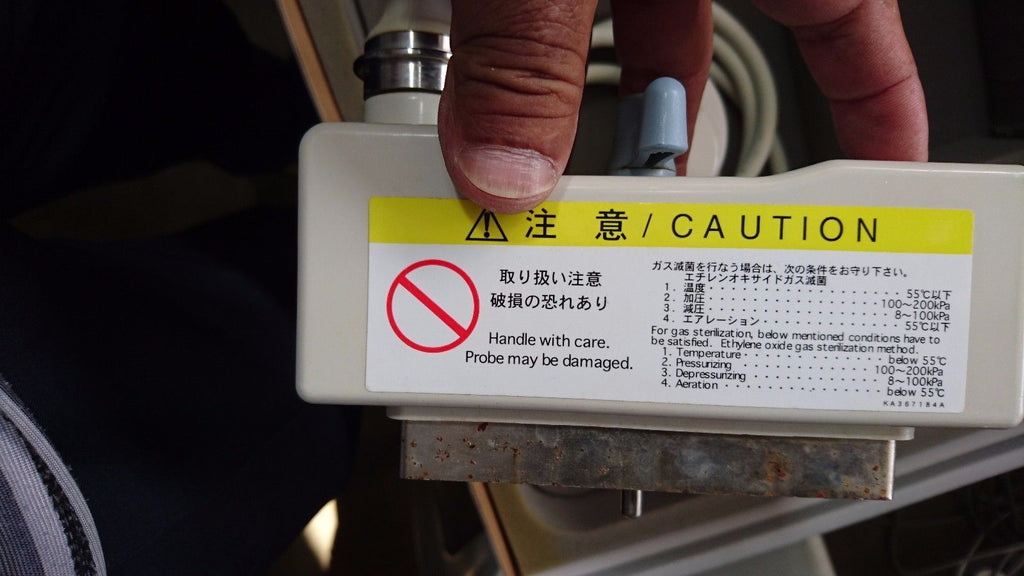 注 意 / CAUTION
取り扱い注意
破損の恐れあり
Handle with care.
Probe may be damaged.
ガス滅菌を行なう場合は、次の条件をお守り下さい。
エチレンオキサイドガス滅菌
1. 温度 · · · · · · · · · · · · · · · · · · 55℃以下
2. 加圧 · · · · · · · · · · · · · · · · 100～200kPa
3. 減圧 · · · · · · · · · · · · · · · · · · 8～100kPa
4. エアレーション · · · · · · · · · · · · 55℃以下
For gas sterilization, below mentioned conditions have to
be satisfied. Ethylene oxide gas sterilization method.
1. Temperature · · · · · · · · · · · · · below 55℃
2. Pressurizing · · · · · · · · · · · · 100～200kPa
3. Depressurizing · · · · · · · · · · · · 8～100kPa
4. Aeration · · · · · · · · · · · · · · · below 55℃
KA367184A